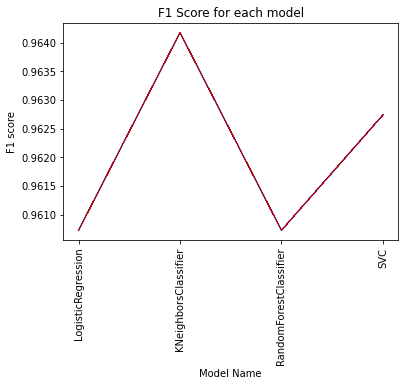 F1 Score for each model
F1 score
0.9640
0.9635
0.9630
0.9625
0.9620
0.9615
0.9610
LogisticRegression
KNeighborsClassifier
RandomForestClassifier
SVC
Model Name